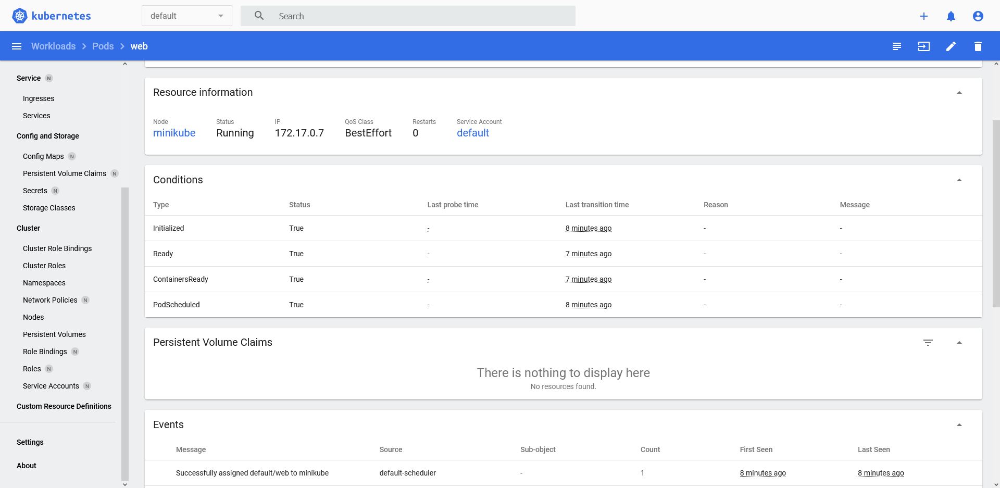 kubernetes
default
Search
Workloads
Pods
web
Service N
Ingresses
Services
Config and Storage
Config Maps N
Persistent Volume Claims N
Secrets N
Storage Classes
Cluster
Cluster Role Bindings
Cluster Roles
Namespaces
Network Policies N
Nodes
Persistent Volumes
Role Bindings N
Roles N
Service Accounts N
Custom Resource Definitions
Settings
About
Resource information
Node Status IP QoS Class Restarts Service Account
minikube Running 172.17.0.7 BestEffort 0 default
Conditions
Type Status Last probe time Last transition time Reason Message
Initialized True - 8 minutes ago - -
Ready True - 7 minutes ago - -
ContainersReady True - 7 minutes ago - -
PodScheduled True - 8 minutes ago - -
Persistent Volume Claims
There is nothing to display here
No resources found.
Events
Message Source Sub-object Count First Seen Last Seen
Successfully assigned default/web to minikube default-scheduler - 1 8 minutes ago 8 minutes ago